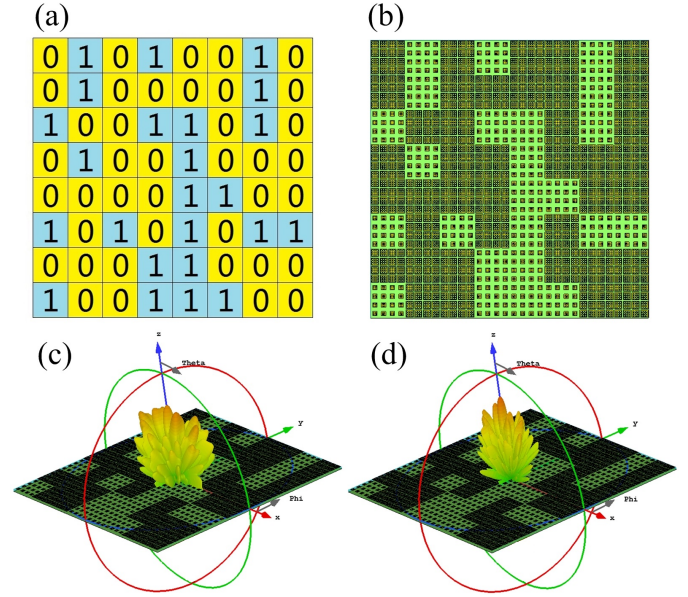 (a) (b)
0 1 0 1 0 0 1 0
0 1 0 0 0 0 1 0
1 0 0 1 1 0 1 0
0 1 0 0 1 0 0 0
0 0 0 0 1 1 0 0
1 0 1 0 1 0 1 1
0 0 0 1 1 0 0 0
1 0 0 1 1 1 0 0
(c) (d)
z
Theta
y
Phi
x
z
Theta
y
Phi
x